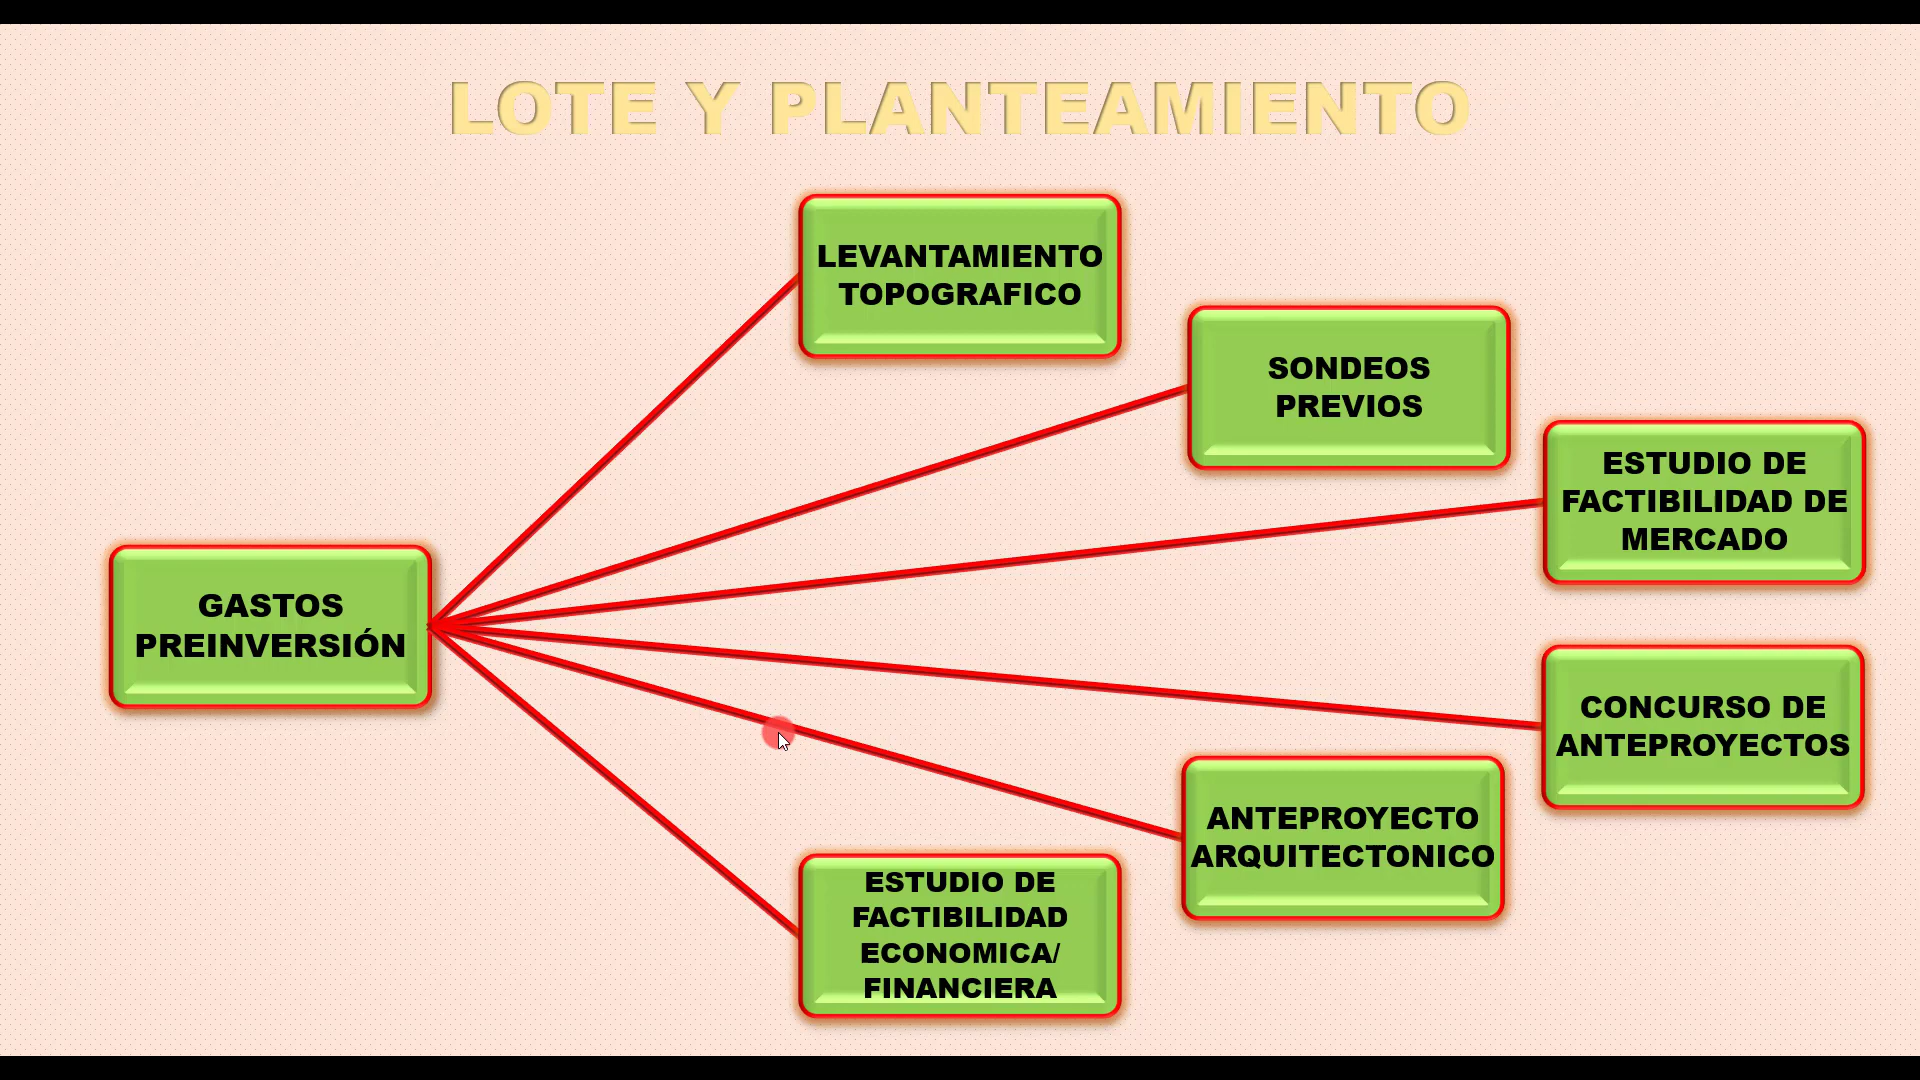 LOTE Y PLANTEAMIENTO
LEVANTAMIENTO
TOPOGRAFICO
SONDEOS
PREVIOS
ESTUDIO DE
FACTIBILIDAD DE
MERCADO
GASTOS
PREINVERSIÓN
CONCURSO DE
ANTEPROYECTOS
ANTEPROYECTO
ARQUITECTONICO
ESTUDIO DE
FACTIBILIDAD
ECONOMICA/
FINANCIERA